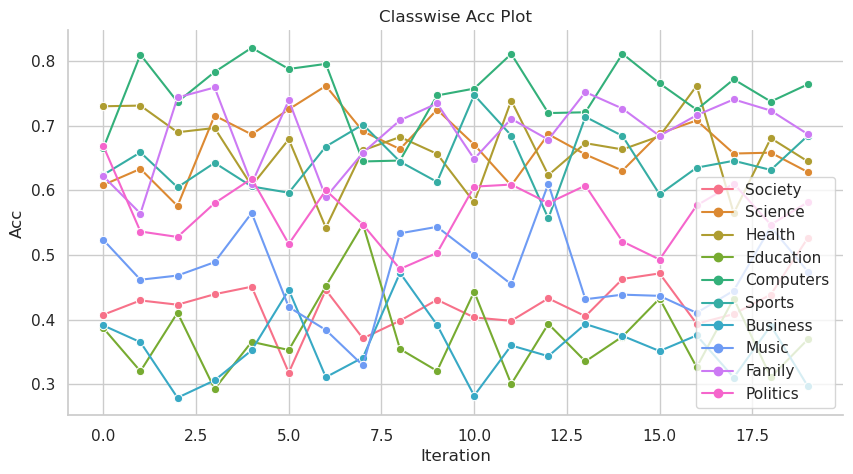 Classwise Acc Plot
Acc
0.8
0.7
0.6
0.5
0.4
0.3
0.0
2.5
5.0
7.5
10.0
12.5
15.0
17.5
Iteration
Society
Science
Health
Education
Computers
Sports
Business
Music
Family
Politics